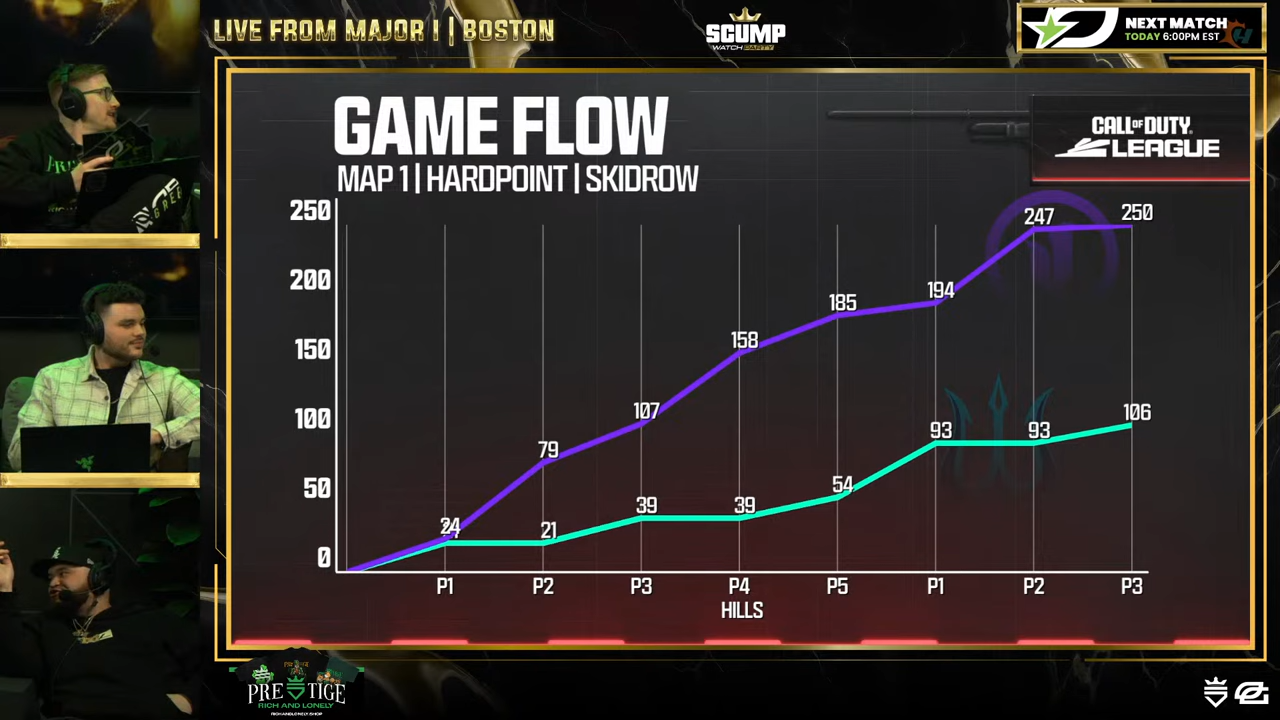 LIVE FROM MAJOR I | BOSTON
SCUMP
WATCH PARTY
NEXT MATCH
TODAY 6:00PM EST
GAME FLOW
MAP 1 | HARDPOINT | SKIDROW
CALL OF DUTY
LEAGUE
250
200
150
100
50
0
24
79
107
158
185
194
247
250
21
39
39
54
93
93
106
P1
P2
P3
P4
P5
P1
P2
P3
HILLS
PRESTIGE
RICH AND LONELY
RICHANDLONELY.SHOP